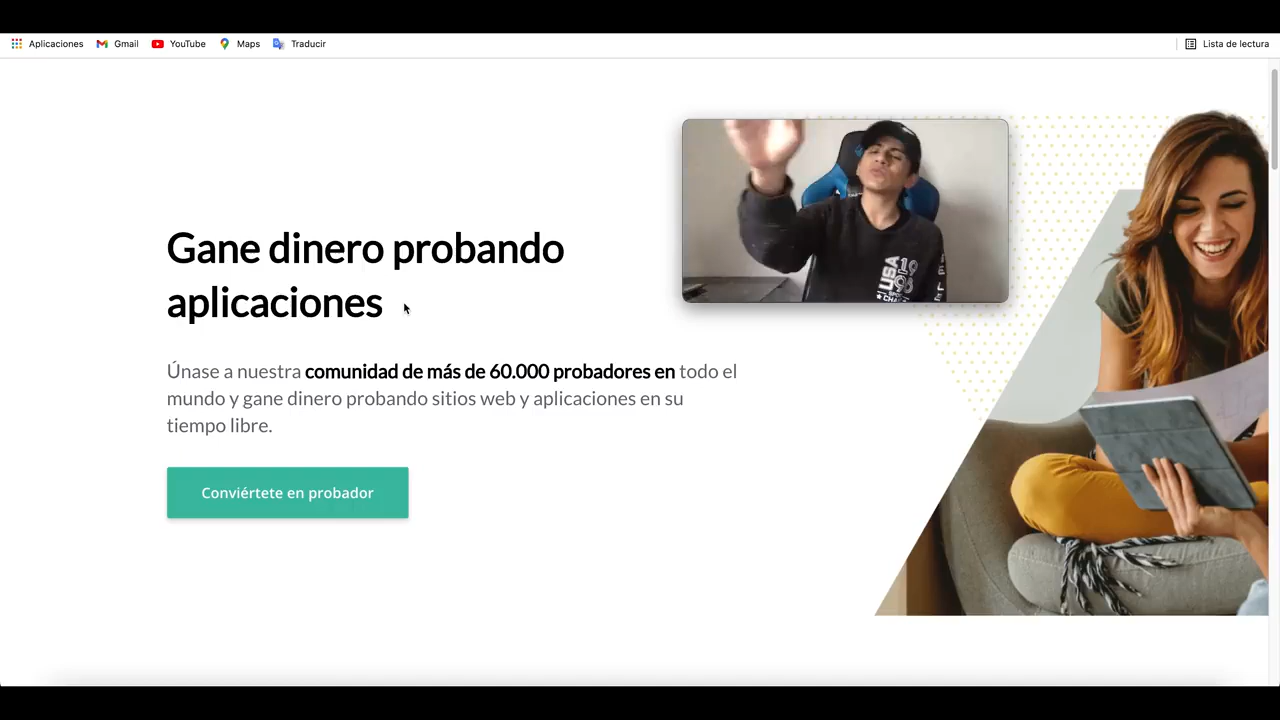 Aplicaciones Gmail YouTube Maps Traducir Lista de lectura
Gane dinero probando
aplicaciones
Únase a nuestra comunidad de más de 60.000 probadores en todo el
mundo y gane dinero probando sitios web y aplicaciones en su
tiempo libre.
Conviértete en probador
USA